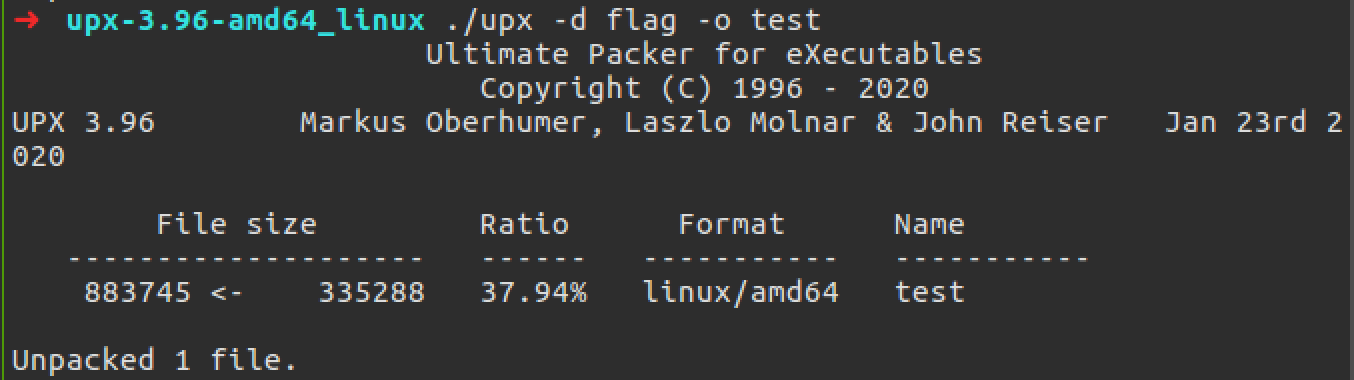 ➜ upx-3.96-amd64_linux ./upx -d flag -o test
Ultimate Packer for eXecutables
Copyright (C) 1996 - 2020
UPX 3.96 Markus Oberhumer, Laszlo Molnar & John Reiser Jan 23rd 2
020
File size Ratio Format Name
-------------------- ------ ----------- -----------
883745 <- 335288 37.94% linux/amd64 test
Unpacked 1 file.